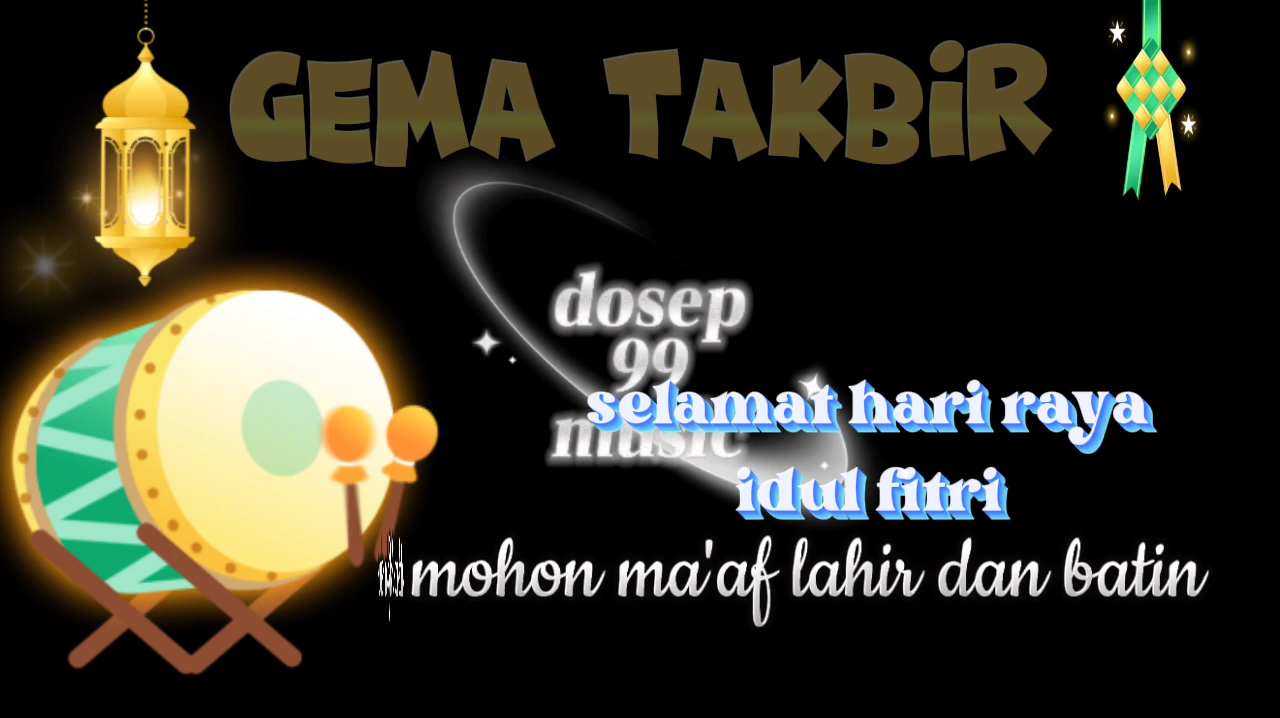 GEMA TAKBiR
dosep
99
music
selamat hari raya
idul fitri
mohon ma'af lahir dan batin